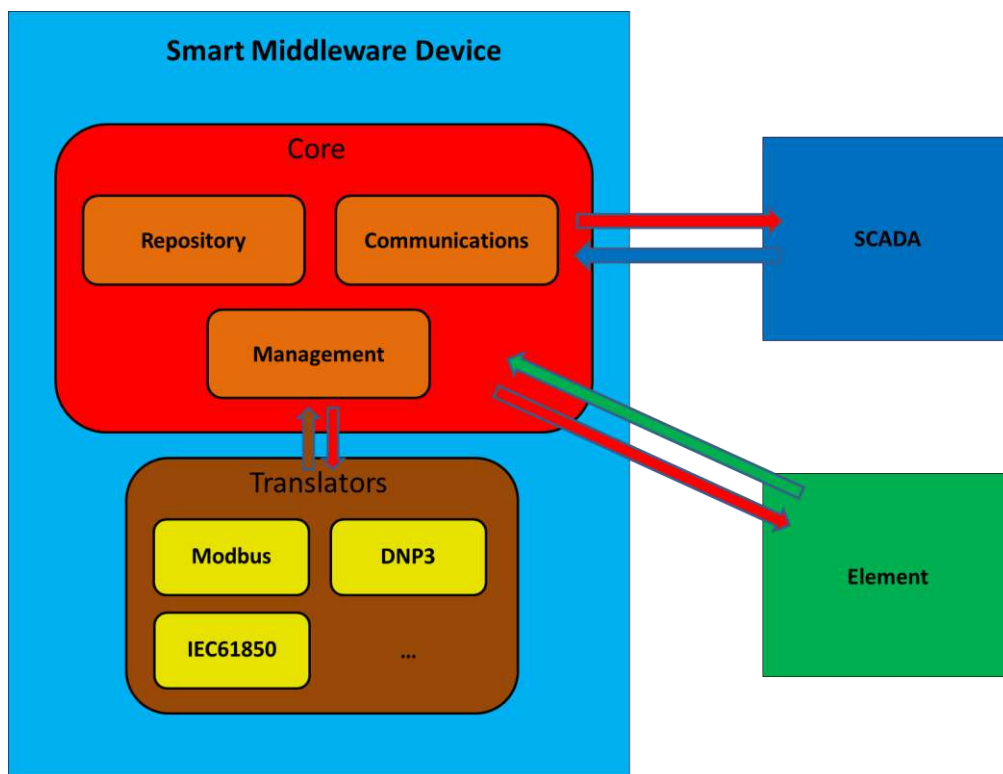 Smart Middleware Device
Core
Repository
Communications
Management
SCADA
Translators
Modbus
DNP3
IEC61850
...
Element